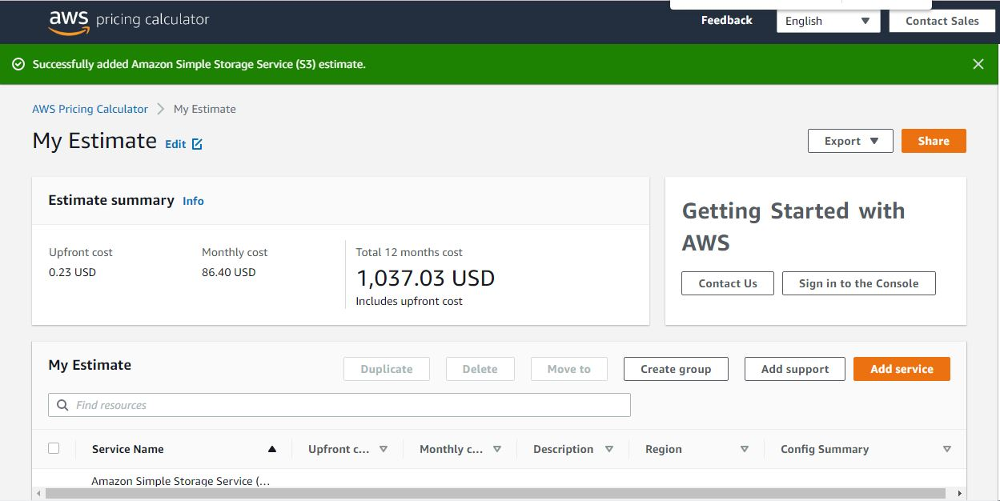 aws pricing calculator
Feedback
English
Contact Sales
Successfully added Amazon Simple Storage Service (S3) estimate.
AWS Pricing Calculator
My Estimate
My Estimate
Edit
Export
Share
Estimate summary
Info
Upfront cost
0.23 USD
Monthly cost
86.40 USD
Total 12 months cost
1,037.03 USD
Includes upfront cost
Getting Started with
AWS
Contact Us
Sign in to the Console
My Estimate
Duplicate
Delete
Move to
Create group
Add support
Add service
Find resources
Service Name
Upfront c...
Monthly c...
Description
Region
Config Summary
Amazon Simple Storage Service (...